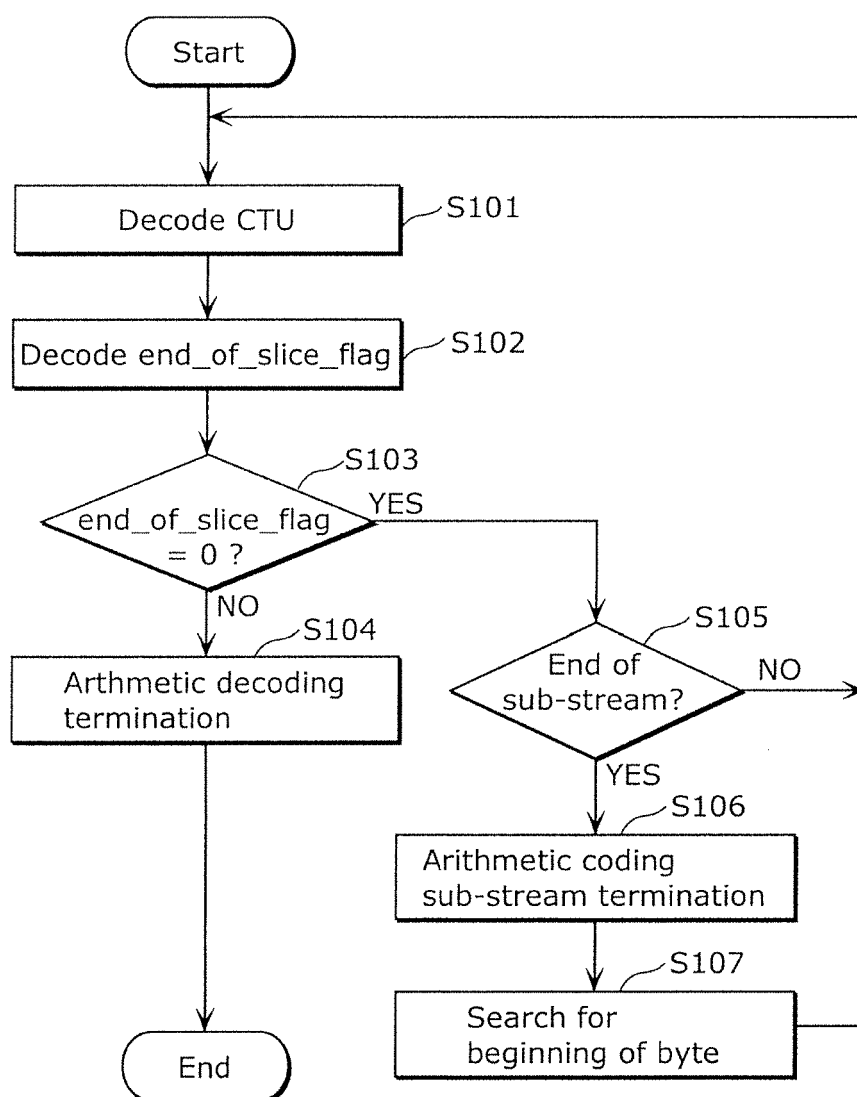 Start
Decode CTU
S101
Decode end_of_slice_flag
S102
S103
end_of_slice_flag
= 0 ?
YES
NO
S104
Arthmetic decoding
termination
S105
End of
sub-stream?
NO
YES
S106
Arithmetic coding
sub-stream termination
S107
Search for
beginning of byte
End